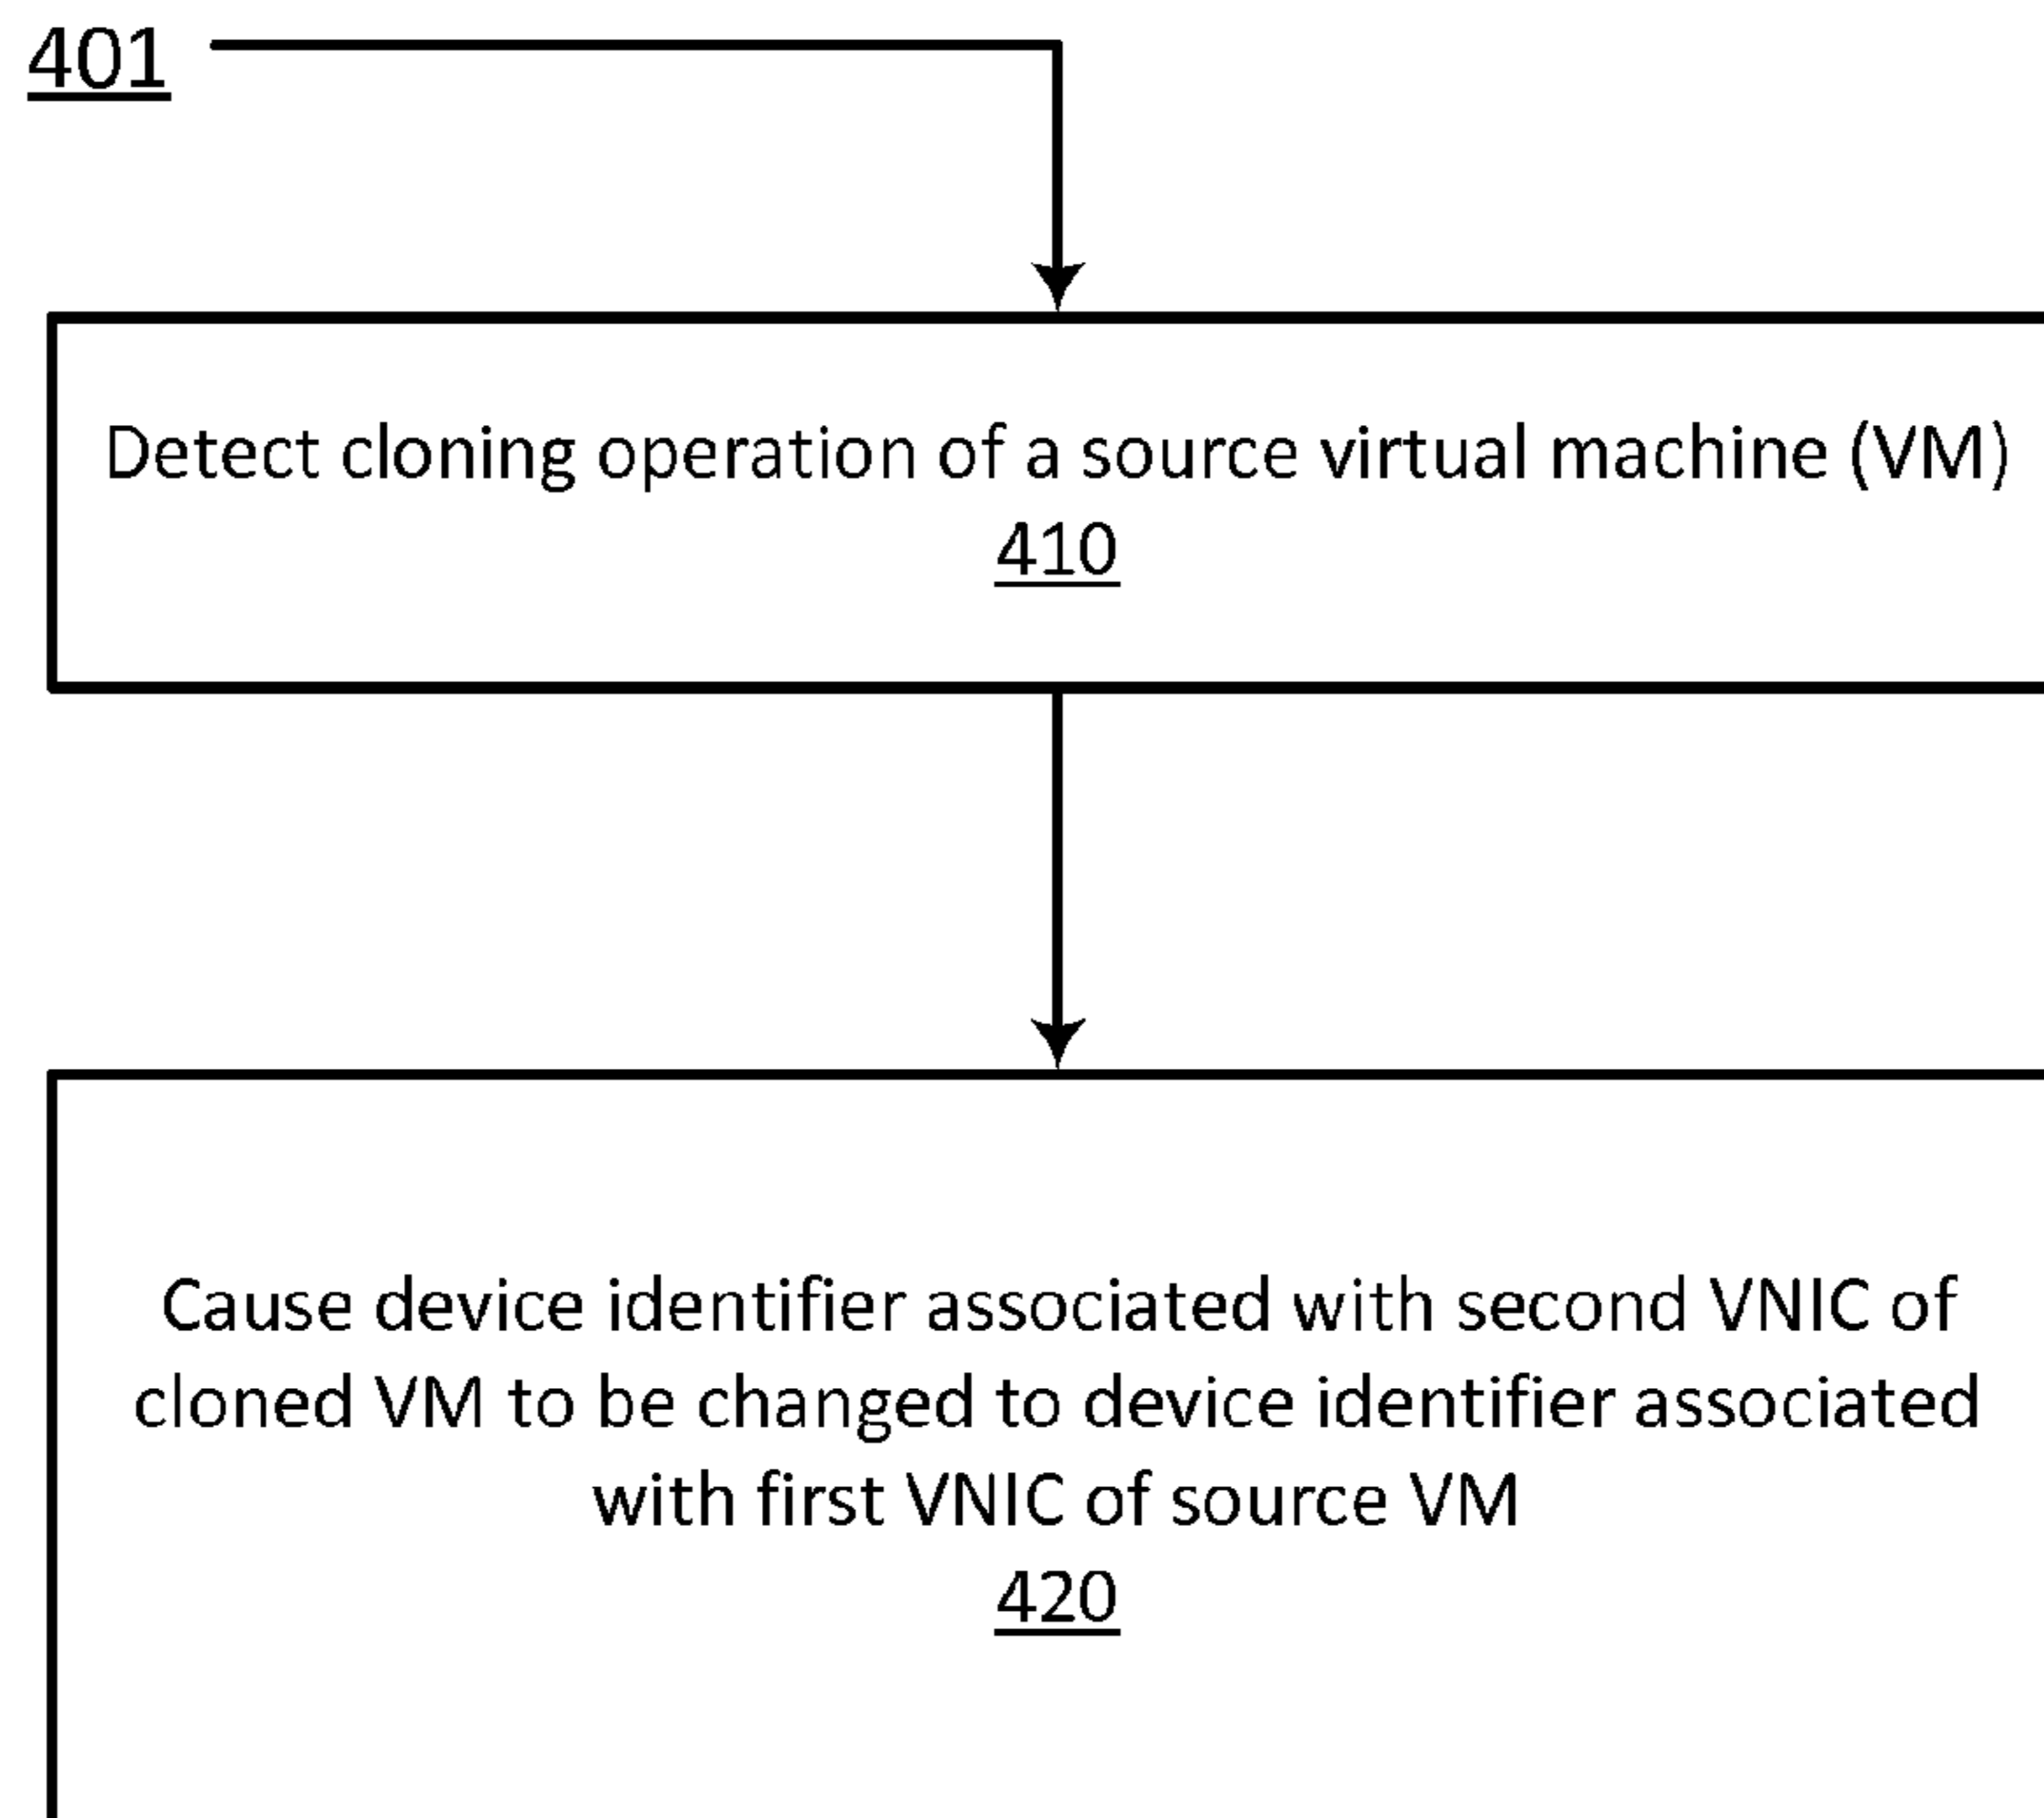 401
Detect cloning operation of a source virtual machine (VM)
410
Cause device identifier associated with second VNIC of
cloned VM to be changed to device identifier associated
with first VNIC of source VM
420